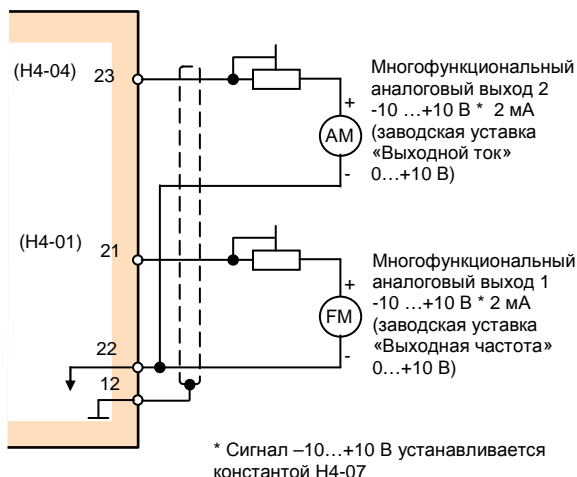 (H4-04) 23
+
AM
-
Многофункциональный
аналоговый выход 2
-10 ...+10 В * 2 мА
(заводская уставка
«Выходной ток»
0...+10 В)
(H4-01) 21
+
FM
-
22
12
Многофункциональный
аналоговый выход 1
-10 ...+10 В * 2 мА
(заводская уставка
«Выходная частота»
0...+10 В)
* Сигнал –10...+10 В устанавливается
константой H4-07